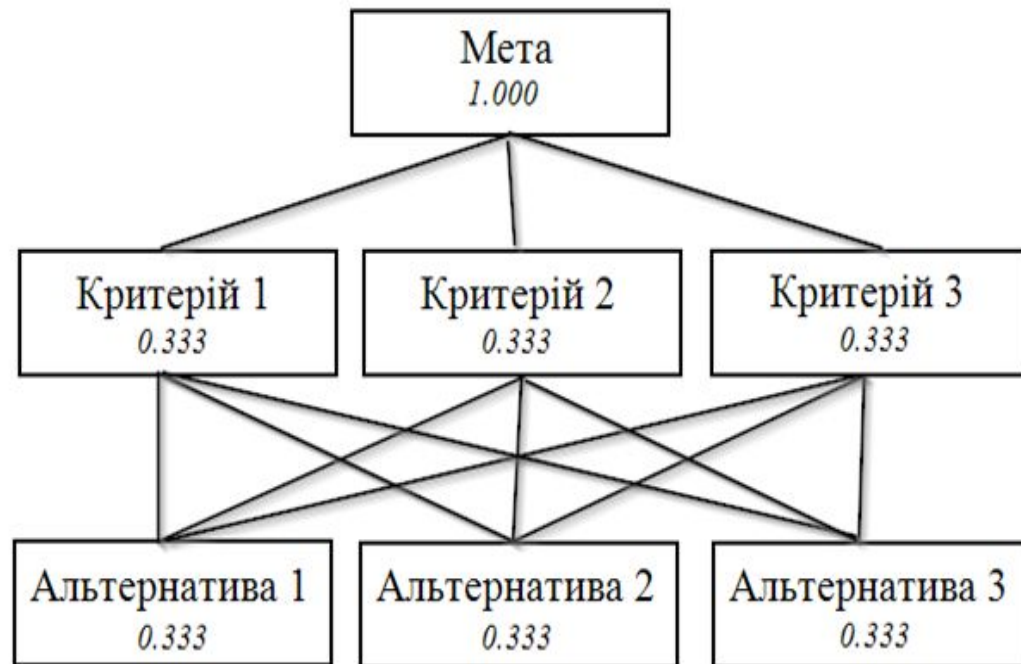 Мета
1.000
Критерій 1
0.333
Критерій 2
0.333
Критерій 3
0.333
Альтернатива 1
0.333
Альтернатива 2
0.333
Альтернатива 3
0.333